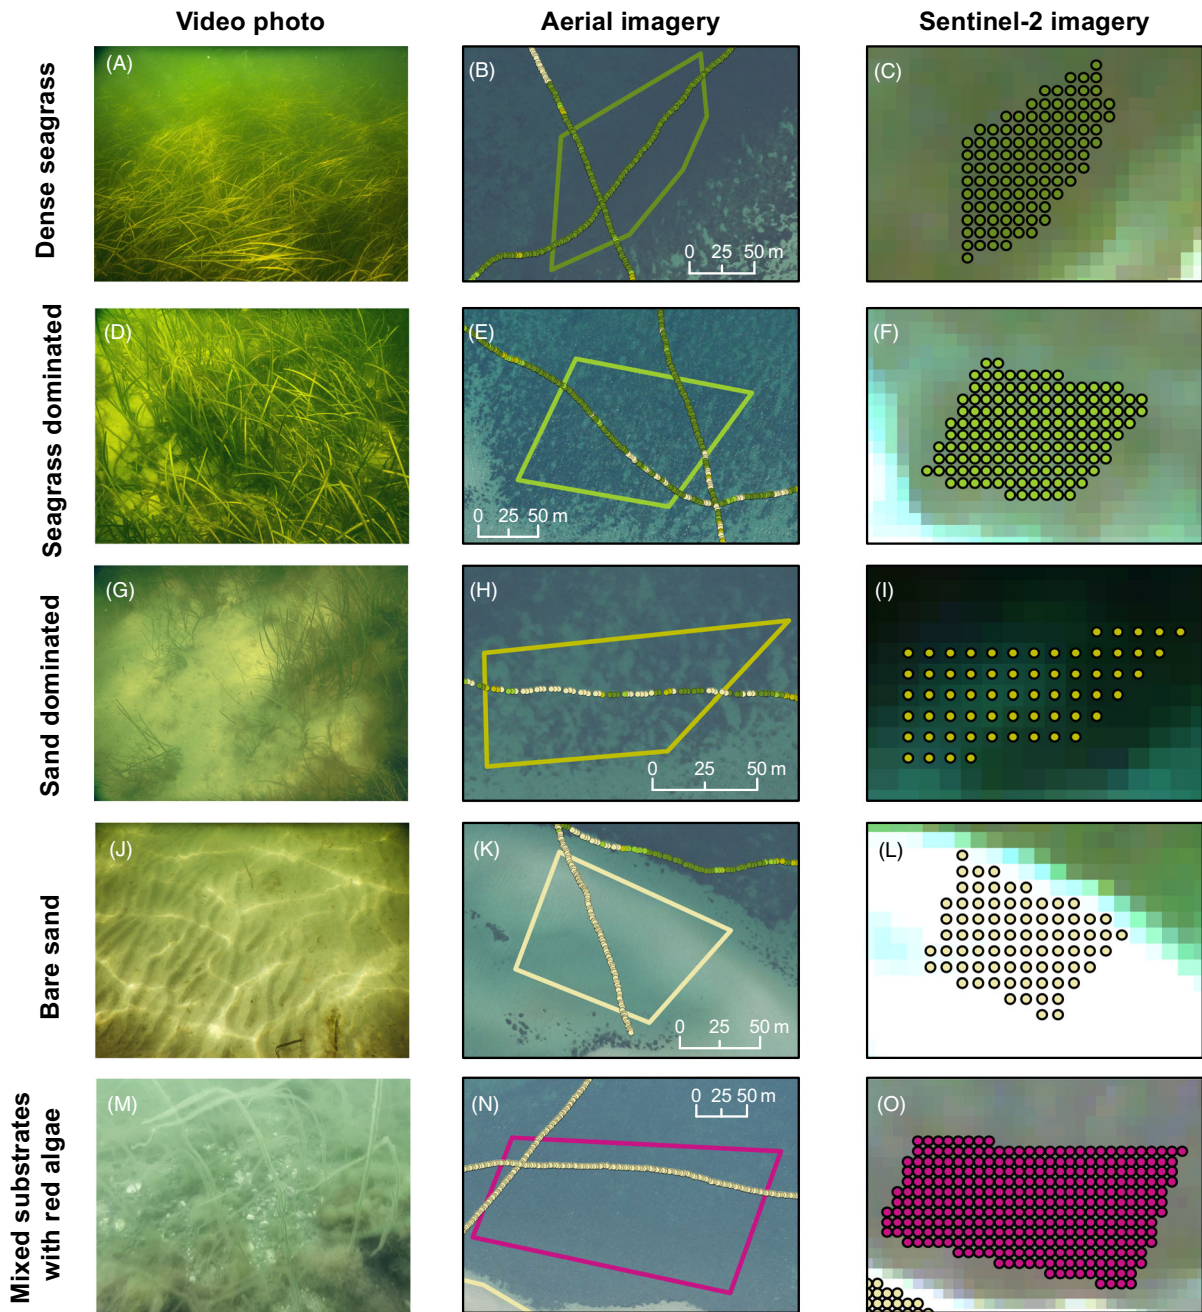 Video photo
Aerial imagery
Sentinel-2 imagery
Dense seagrass
(A)
(B)
0 25 50 m
(C)
Seagrass dominated
(D)
(E)
0 25 50 m
(F)
Sand dominated
(G)
(H)
0 25 50 m
(I)
Bare sand
(J)
(K)
0 25 50 m
(L)
Mixed substrates
with red algae
(M)
(N)
0 25 50 m
(O)